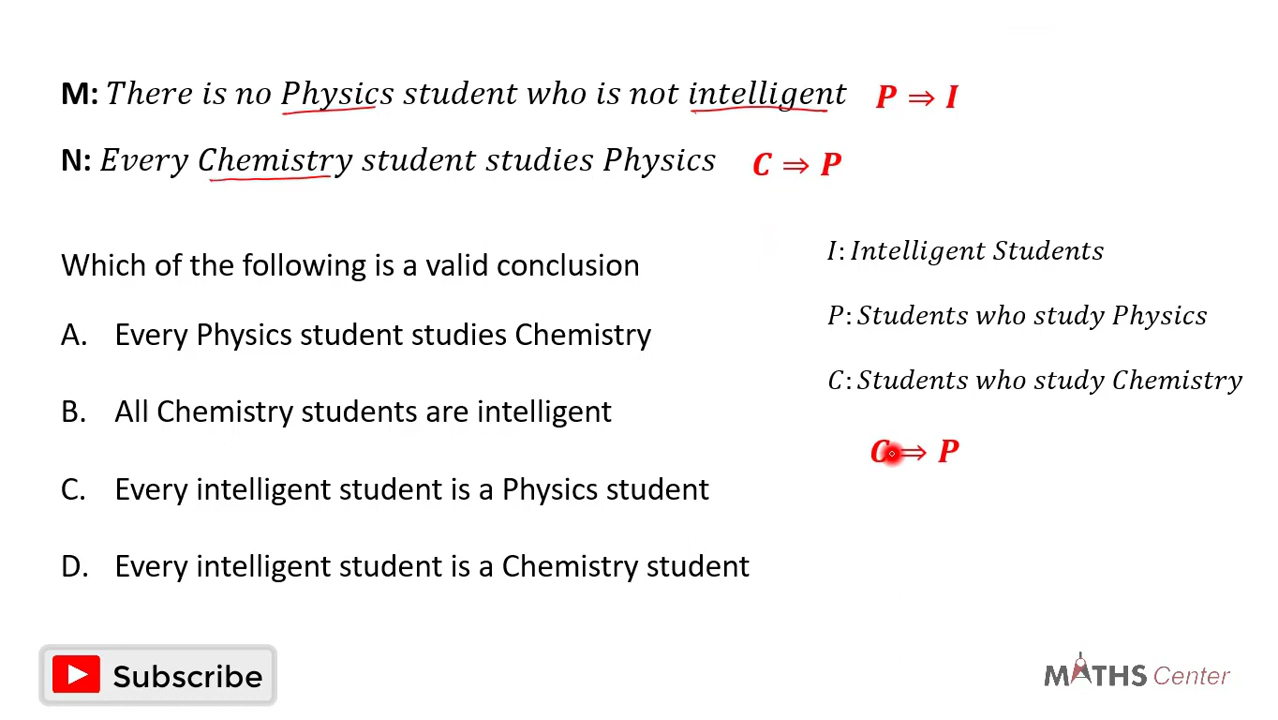 M: There is no Physics student who is not intelligent P ⇒ I
N: Every Chemistry student studies Physics C ⇒ P
Which of the following is a valid conclusion
I: Intelligent Students
A. Every Physics student studies Chemistry
P: Students who study Physics
C: Students who study Chemistry
B. All Chemistry students are intelligent
C ⇒ P
C. Every intelligent student is a Physics student
D. Every intelligent student is a Chemistry student
Subscribe
MATHS Center